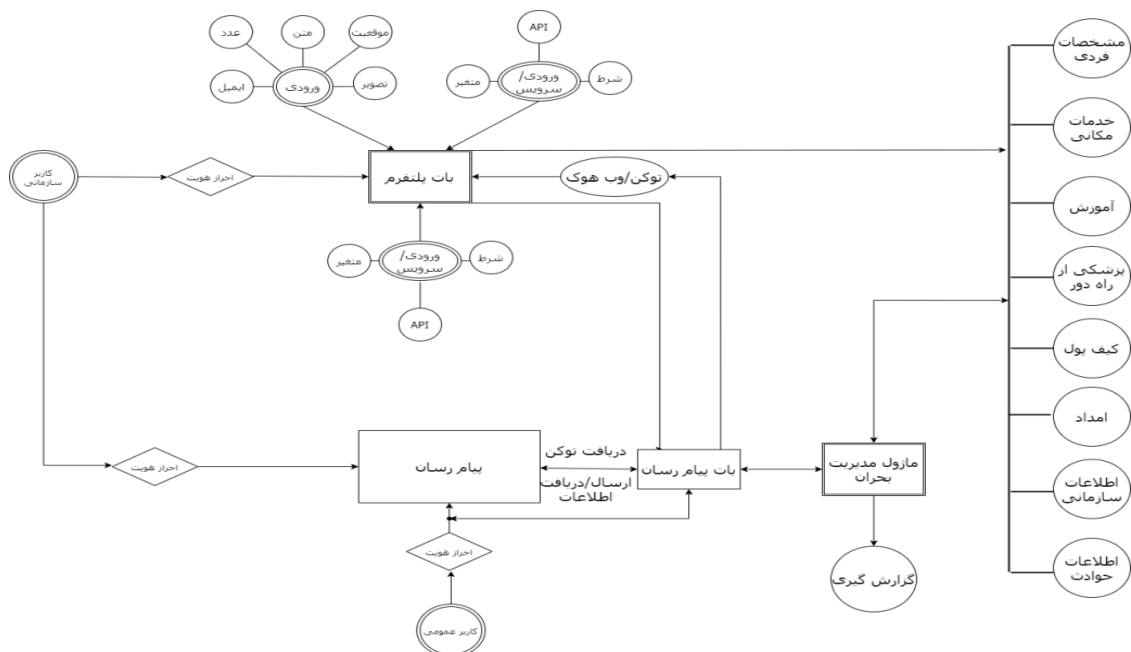 API
عدد
متن
موقعیت
ایمیل
ورودی
تصویر
متغیر
ورودی/
سرویس
شرط
مشخصات
فردی
خدمات
مکانی
کاربر
سازمانی
احراز هویت
بات پلتفرم
توکن/وب هوک
آموزش
متغیر
ورودی/
سرویس
شرط
API
پزشکی از
راه دور
کیف پول
امداد
احراز هویت
پیام رسان
دریافت توکن
ارسال/دریافت
اطلاعات
بات پیام رسان
ماژول مدیریت
بحران
اطلاعات
سازمانی
احراز هویت
گزارش گیری
اطلاعات
حوادث
کاربر عمومی